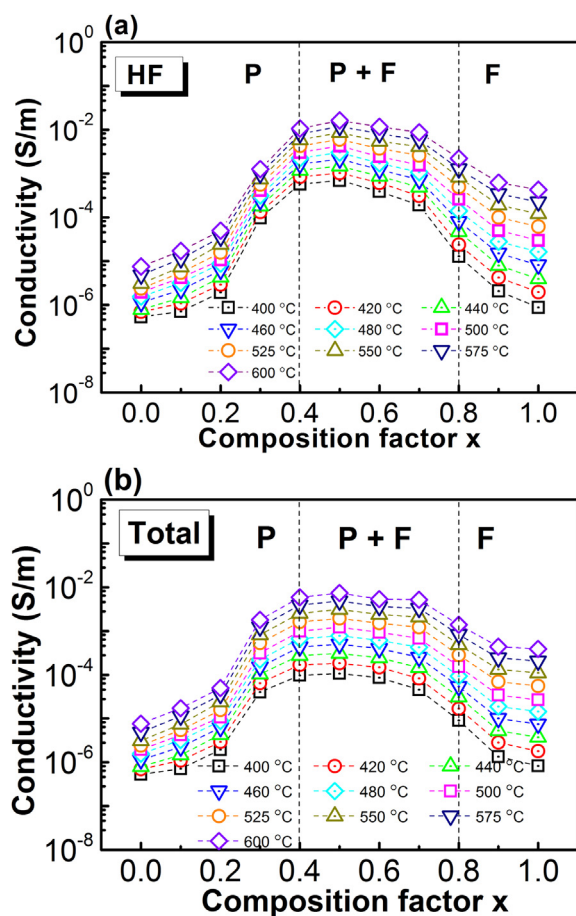 (a)
HF
P
P + F
F
Conductivity (S/m)
10^0
10^-2
10^-4
10^-6
10^-8
400 °C 420 °C 440 °C
460 °C 480 °C 500 °C
525 °C 550 °C 575 °C
600 °C
0.0 0.2 0.4 0.6 0.8 1.0
Composition factor x
(b)
Total
P
P + F
F
Conductivity (S/m)
10^0
10^-2
10^-4
10^-6
10^-8
400 °C 420 °C 440 °C
460 °C 480 °C 500 °C
525 °C 550 °C 575 °C
600 °C
0.0 0.2 0.4 0.6 0.8 1.0
Composition factor x